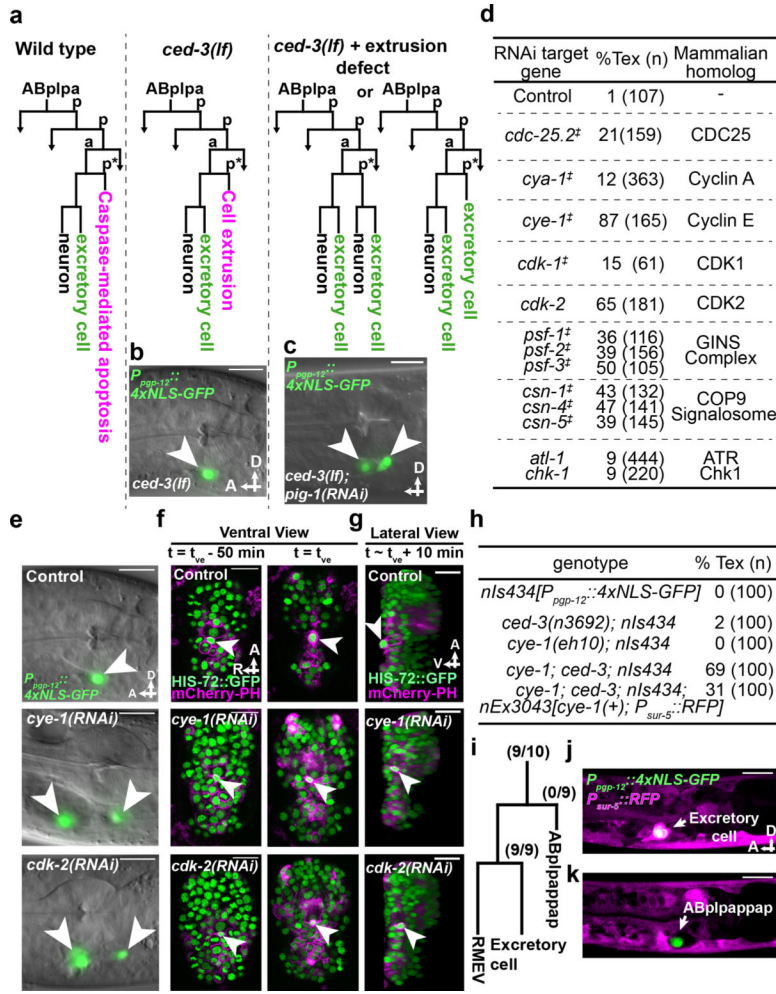 a
Wild type
ced-3(lf)
ced-3(lf) + extrusion
defect
or
ABplpa
p
p
a
p*
neuron
excretory cell
Caspase-mediated apoptosis
ABplpa
p
p
a
p*
neuron
excretory cell
Cell extrusion
ABplpa
p
p
a
p*
neuron
excretory cell
neuron
excretory cell
ABplpa
p
p
a
p*
neuron
excretory cell
excretory cell
b
P pgp-12::
4xNLS-GFP
ced-3(lf)
D
A
c
P pgp-12::
4xNLS-GFP
ced-3(lf);
pig-1(RNAi)
D
A
d
RNAi target gene %Tex (n) Mammalian homolog
Control 1 (107) -
cdc-25.2‡ 21(159) CDC25
cya-1‡ 12 (363) Cyclin A
cye-1‡ 87 (165) Cyclin E
cdk-1‡ 15 (61) CDK1
cdk-2 65 (181) CDK2
psf-1‡ 36 (116)
psf-2‡ 39 (156)
psf-3‡ 50 (105)
GINS
Complex
csn-1‡ 43 (132)
csn-4‡ 47 (141)
csn-5‡ 39 (145)
COP9
Signalosome
atl-1 9 (444) ATR
chk-1 9 (220) Chk1
e
Control
P pgp-12::
4xNLS-GFP
D
A
cye-1(RNAi)
cdk-2(RNAi)
f
Ventral View
t = tve - 50 min
t = tve
Control
A
R
HIS-72::GFP
mCherry-PH
cye-1(RNAi)
cdk-2(RNAi)
g
Lateral View
t ~ tve + 10 min
Control
A
V
HIS-72::GFP
mCherry-PH
cye-1(RNAi)
cdk-2(RNAi)
h
genotype % Tex (n)
nIs434[P pgp-12::4xNLS-GFP] 0 (100)
ced-3(n3692); nIs434 2 (100)
cye-1(eh10); nIs434 0 (100)
cye-1; ced-3; nIs434 69 (100)
cye-1; ced-3; nIs434; 31 (100)
nEx3043[cye-1(+); P sur-5::RFP]
i
(9/10)
(0/9)
(9/9)
ABplpappap
RMEV
Excretory
cell
j
P pgp-12::4xNLS-GFP
P sur-5::RFP
Excretory
cell
D
A
k
ABplpappap